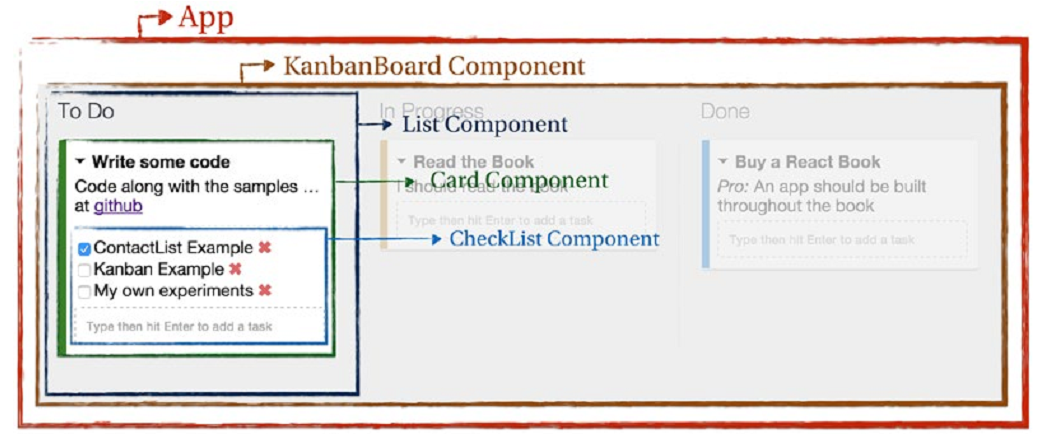 App
KanbanBoard Component
To Do
In Progress
Done
List Component
Write some code
Code along with the samples ...
at github
Card Component
ContactList Example ✖
Kanban Example ✖
My own experiments ✖
Type then hit Enter to add a task
CheckList Component
Read the Book
I should read the book
Type then hit Enter to add a task
Buy a React Book
Pro: An app should be built
throughout the book
Type then hit Enter to add a task